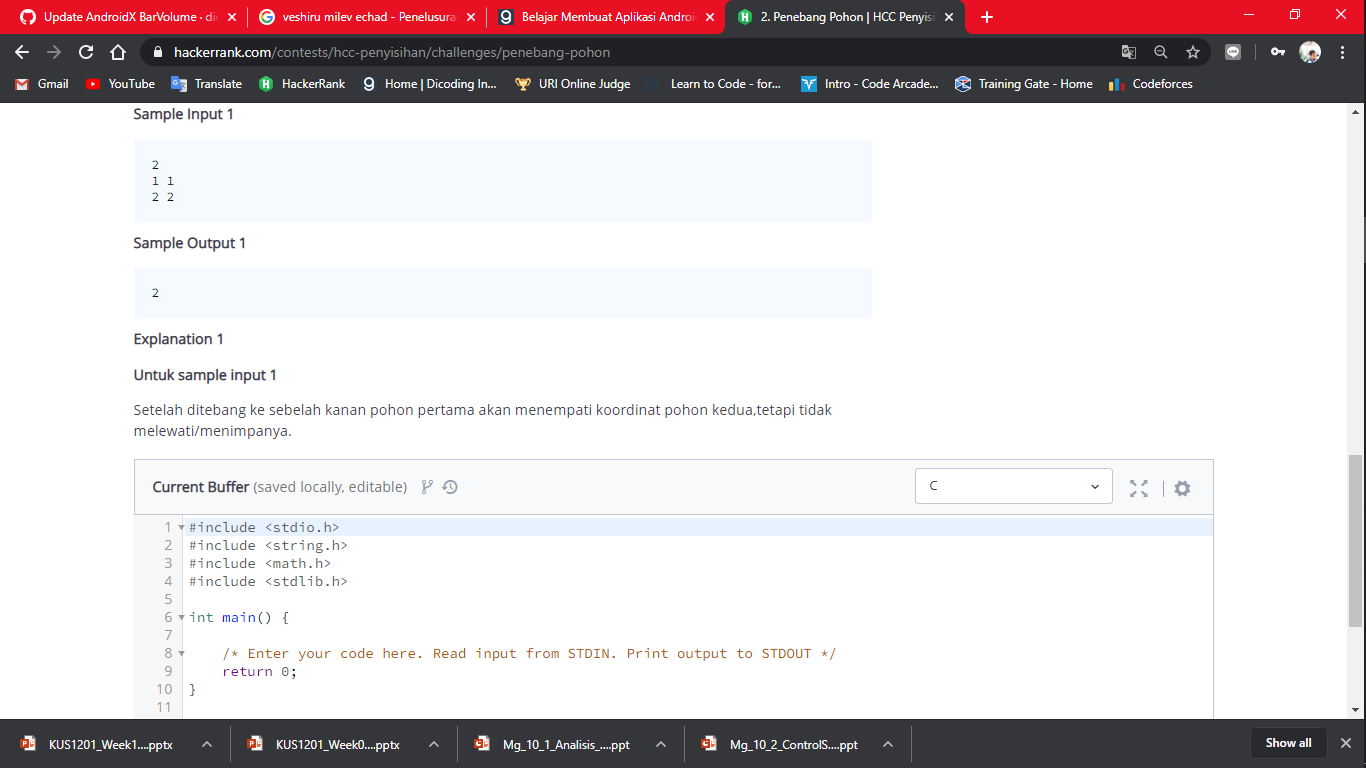 Update AndroidX BarVolume · dic
veshiru milev echad - Penelusura
Belajar Membuat Aplikasi Androi
2. Penebang Pohon | HCC Penyisi
hackerrank.com/contests/hcc-penyisihan/challenges/penebang-pohon
Gmail
YouTube
Translate
HackerRank
Home | Dicoding In...
URI Online Judge
Learn to Code - for...
Intro - Code Arcade...
Training Gate - Home
Codeforces
Sample Input 1
2
1 1
2 2
Sample Output 1
2
Explanation 1
Untuk sample input 1
Setelah ditebang ke sebelah kanan pohon pertama akan menempati koordinat pohon kedua,tetapi tidak
melewati/menimpanya.
Current Buffer (saved locally, editable)
C
1 #include <stdio.h>
2 #include <string.h>
3 #include <math.h>
4 #include <stdlib.h>
5
6 int main() {
7
8 /* Enter your code here. Read input from STDIN. Print output to STDOUT */
9 return 0;
10 }
11
KUS1201_Week1....pptx
KUS1201_Week0....pptx
Mg_10_1_Analisis_....ppt
Mg_10_2_ControlS....ppt
Show all